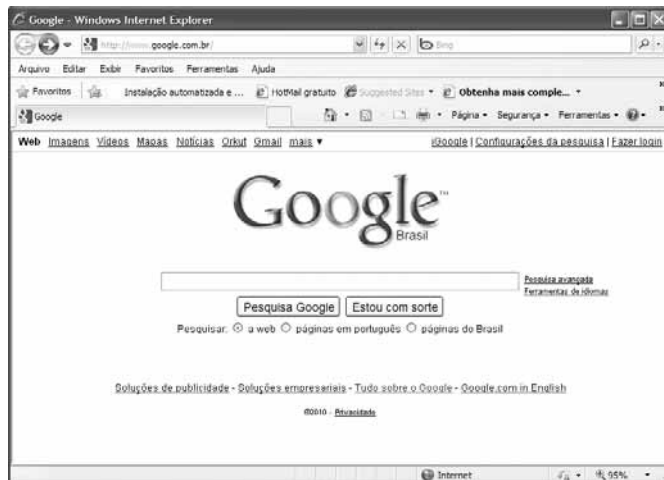 Google - Windows Internet Explorer
http://www.google.com.br/ Bing
Arquivo Editar Exibir Favoritos Ferramentas Ajuda
Favoritos Instalação automatizada e ... HotMail gratuito Suggested Sites Obtenha mais comple...
Google Página Segurança Ferramentas
Web Imagens Vídeos Mapas Notícias Orkut Gmail mais ▼ iGoogle | Configurações da pesquisa | Fazer login
Google™
Brasil
Pesquisa avançada
Ferramentas de idiomas
Pesquisa Google Estou com sorte
Pesquisar: a web páginas em português páginas do Brasil
Soluções de publicidade - Soluções empresariais - Tudo sobre o Google - Google.com in English
©2010 - Privacidade
Internet 95%